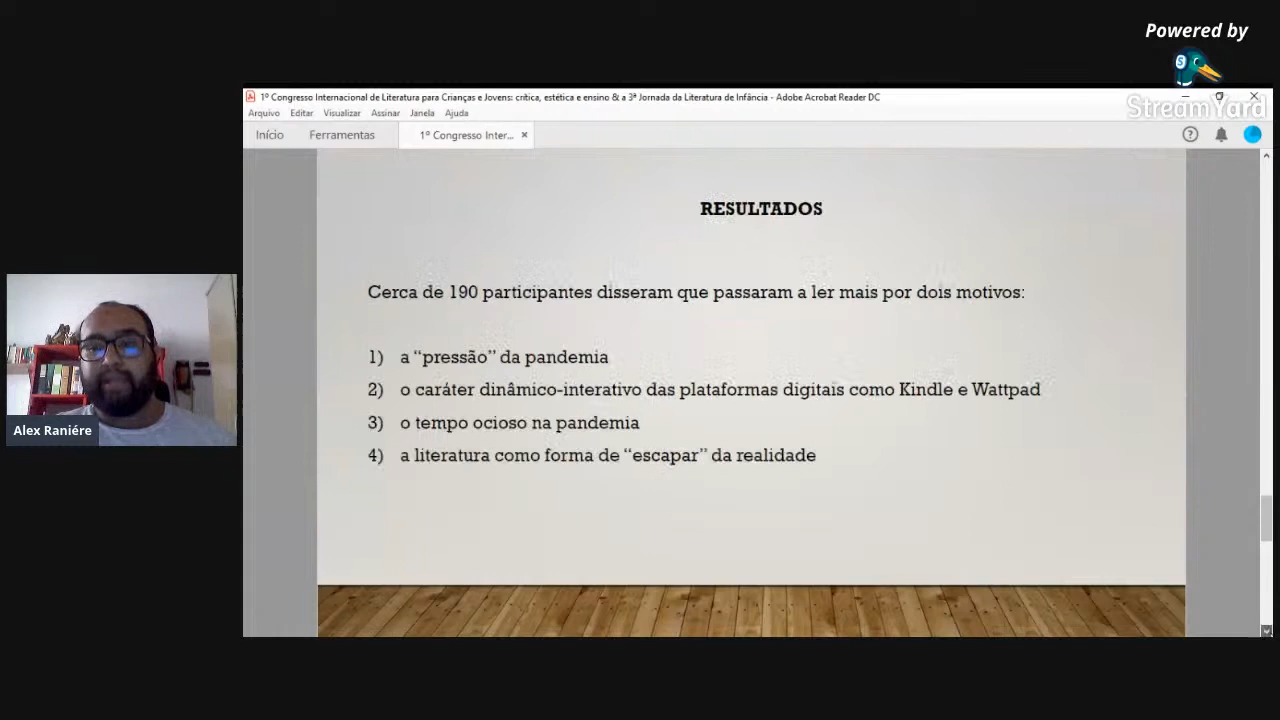 Powered by
S
StreamYard
1º Congresso Internacional de Literatura para Crianças e Jovens: crítica, estética e ensino & a 3ª Jornada da Literatura de Infância - Adobe Acrobat Reader DC
Arquivo Editar Visualizar Assinar Janela Ajuda
Início Ferramentas 1º Congresso Inter... ×
RESULTADOS
Cerca de 190 participantes disseram que passaram a ler mais por dois motivos:
1) a “pressão” da pandemia
2) o caráter dinâmico-interativo das plataformas digitais como Kindle e Wattpad
3) o tempo ocioso na pandemia
4) a literatura como forma de “escapar” da realidade
Alex Raniére